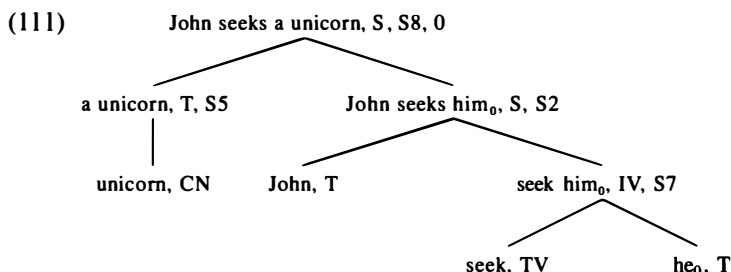 (111) John seeks a unicorn, S, S8, 0
a unicorn, T, S5 John seeks him₀, S, S2
unicorn, CN John, T seek him₀, IV, S7
seek, TV he₀, T